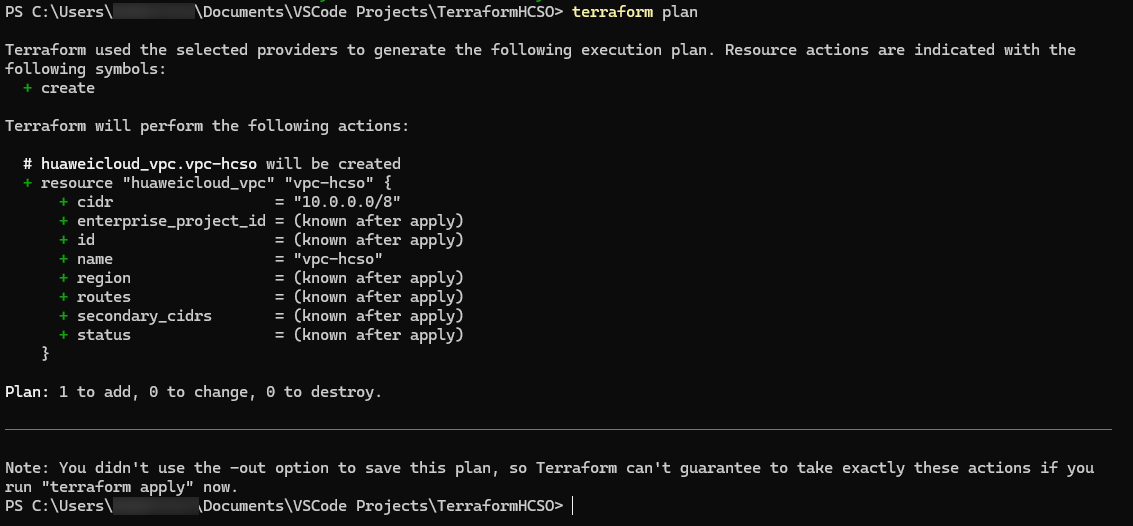 PS C:\Users\ \Documents\VSCode Projects\TerraformHCSO> terraform plan
Terraform used the selected providers to generate the following execution plan. Resource actions are indicated with the
following symbols:
+ create
Terraform will perform the following actions:
# huaweicloud_vpc.vpc-hcso will be created
+ resource "huaweicloud_vpc" "vpc-hcso" {
+ cidr = "10.0.0.0/8"
+ enterprise_project_id = (known after apply)
+ id = (known after apply)
+ name = "vpc-hcso"
+ region = (known after apply)
+ routes = (known after apply)
+ secondary_cidrs = (known after apply)
+ status = (known after apply)
}
Plan: 1 to add, 0 to change, 0 to destroy.
Note: You didn't use the -out option to save this plan, so Terraform can't guarantee to take exactly these actions if you
run "terraform apply" now.
PS C:\Users\ \Documents\VSCode Projects\TerraformHCSO>